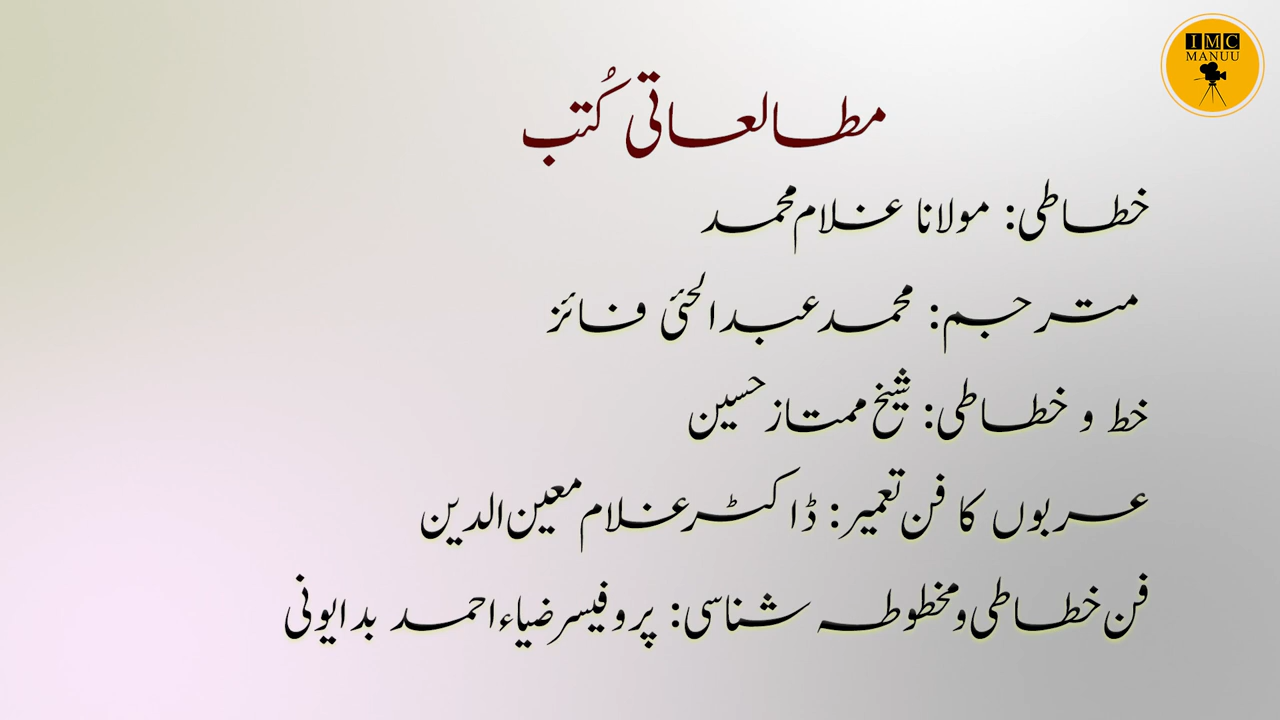 IMC
MANUU
مطالعاتی کُتب
خطاطی: مولانا غلام محمد
مترجم: محمد عبدالحئی فائز
خط و خطاطی: شیخ ممتاز حسین
عربوں کا فن تعمیر: ڈاکٹر غلام معین الدین
فن خطاطی و مخطوطہ شناسی: پروفیسر ضیاء احمد بدایونی